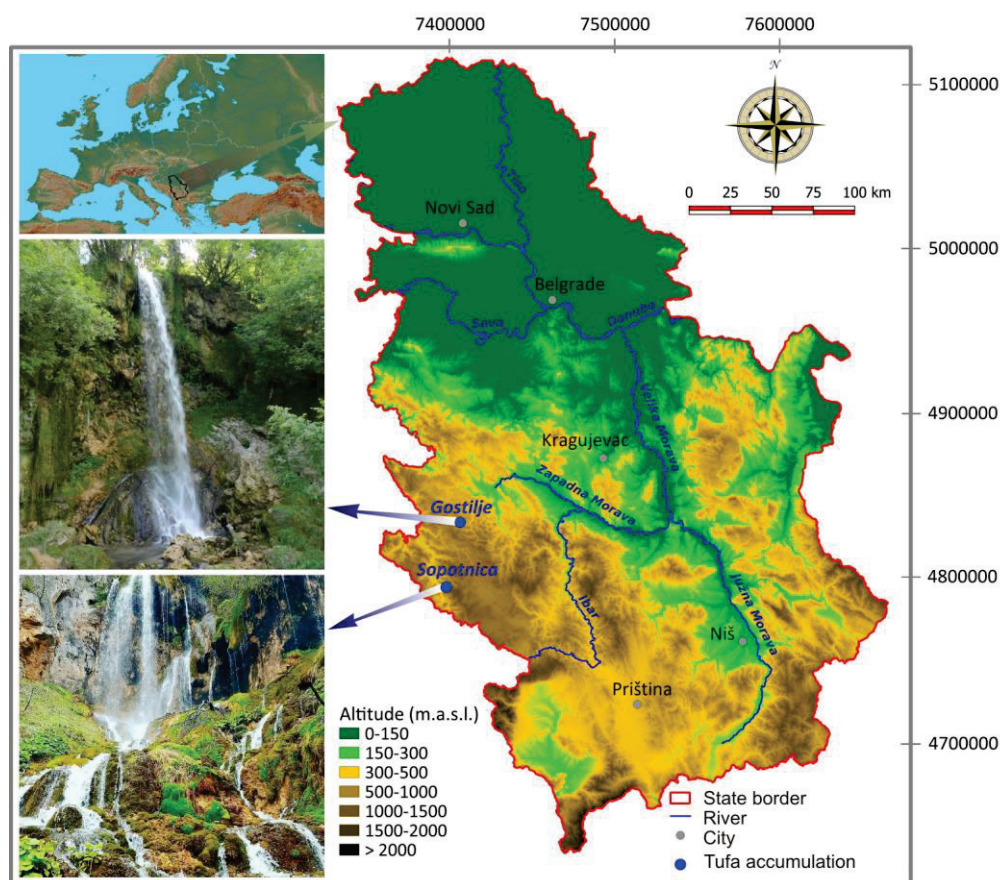 7400000
7500000
7600000
N
5100000
0 25 50 75 100 km
Tisa
Novi Sad
5000000
Belgrade
Sava
Danube
4900000
Velika Morava
Kragujevac
Zapadna Morava
Gostilje
4800000
Sopotnica
Južna Morava
Ibar
Niš
Priština
Altitude (m.a.s.l.)
0-150
150-300
300-500
500-1000
1000-1500
1500-2000
> 2000
4700000
State border
River
City
Tufa accumulation